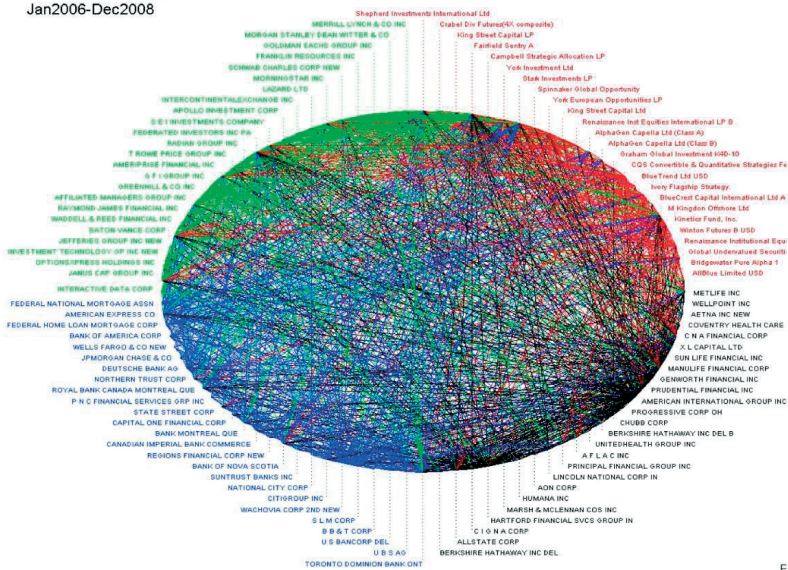 Jan2006-Dec2008
Shepherd Investments International Ltd
MERRILL LYNCH & CO INC
Crabel Div Futures(4X composite)
MORGAN STANLEY DEAN WITTER & CO
King Street Capital LP
GOLDMAN SACHS GROUP INC
Fairfield Sentry A
FRANKLIN RESOURCES INC
Campbell Strategic Allocation LP
SCHWAB CHARLES CORP NEW
York Investment Ltd
MORNINGSTAR INC
Stark Investments LP
LAZARD LTD
Spinnaker Global Opportunity
INTERCONTINENTALEXCHANGE INC
York European Opportunities LP
APOLLO INVESTMENT CORP
King Street Capital Ltd
S E I INVESTMENTS COMPANY
Renaissance Inst Equities International LP B
FEDERATED INVESTORS INC PA
AlphaGen Capella Ltd (Class A)
RADIAN GROUP INC
AlphaGen Capella Ltd (Class B)
T ROWE PRICE GROUP INC
Graham Global Investment K4D-10
AMERIPRISE FINANCIAL INC
CQS Convertible & Quantitative Strategies Fe
G F I GROUP INC
BlueTrend Ltd USD
GREENHILL & CO INC
Ivory Flagship Strategy
AFFILIATED MANAGERS GROUP INC
BlueCrest Capital International Ltd A
RAYMOND JAMES FINANCIAL INC
M Kingdon Offshore Ltd
WADDELL & REED FINANCIAL INC
Kinetics Fund, Inc.
EATON VANCE CORP
Winton Futures B USD
JEFFERIES GROUP INC NEW
Renaissance Institutional Equi
INVESTMENT TECHNOLOGY GP INC NEW
Global Undervalued Securiti
OPTIONSXPRESS HOLDINGS INC
Bridgewater Pure Alpha 1
JANUS CAP GROUP INC
AllBlue Limited USD
INTERACTIVE DATA CORP
METLIFE INC
FEDERAL NATIONAL MORTGAGE ASSN
WELLPOINT INC
AMERICAN EXPRESS CO
AETNA INC NEW
FEDERAL HOME LOAN MORTGAGE CORP
COVENTRY HEALTH CARE
BANK OF AMERICA CORP
C N A FINANCIAL CORP
WELLS FARGO & CO NEW
X L CAPITAL LTD
JPMORGAN CHASE & CO
SUN LIFE FINANCIAL INC
DEUTSCHE BANK AG
MANULIFE FINANCIAL CORP
NORTHERN TRUST CORP
GENWORTH FINANCIAL INC
ROYAL BANK CANADA MONTREAL QUE
PRUDENTIAL FINANCIAL INC
P N C FINANCIAL SERVICES GRP INC
AMERICAN INTERNATIONAL GROUP INC
STATE STREET CORP
PROGRESSIVE CORP OH
CAPITAL ONE FINANCIAL CORP
CHUBB CORP
BANK MONTREAL QUE
BERKSHIRE HATHAWAY INC DEL B
CANADIAN IMPERIAL BANK COMMERCE
UNITEDHEALTH GROUP INC
REGIONS FINANCIAL CORP NEW
A F L A C INC
BANK OF NOVA SCOTIA
PRINCIPAL FINANCIAL GROUP INC
SUNTRUST BANKS INC
LINCOLN NATIONAL CORP IN
NATIONAL CITY CORP
AON CORP
CITIGROUP INC
HUMANA INC
WACHOVIA CORP 2ND NEW
MARSH & MCLENNAN COS INC
S L M CORP
HARTFORD FINANCIAL SVCS GROUP IN
B B & T CORP
C I G N A CORP
U S BANCORP DEL
ALLSTATE CORP
U B S AG
BERKSHIRE HATHAWAY INC DEL
TORONTO DOMINION BANK ONT